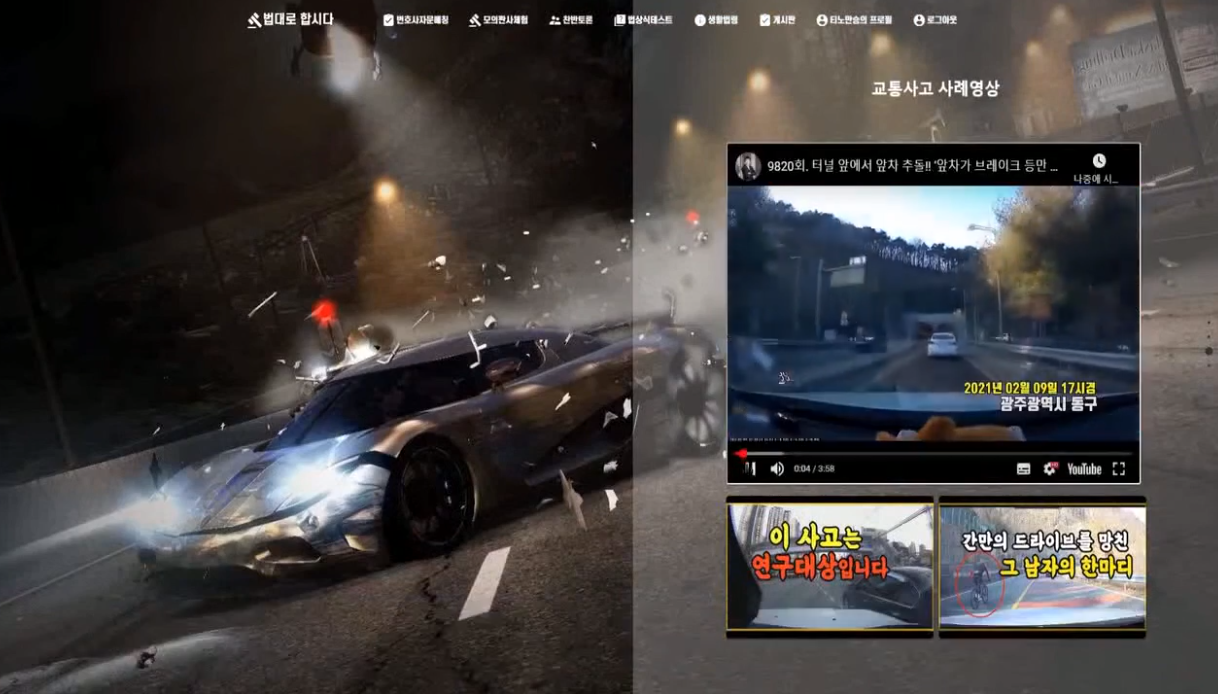 법대로 합시다
변호사자문매칭
모의판사체험
찬반토론
법상식테스트
생활법령
게시판
티노만승의 프로필
로그아웃
교통사고 사례영상
9820회. 터널 앞에서 앞차 추돌!! '앞차가 브레이크 등만 ...
나중에 시...
2021년 02월 09일 17시경
광주광역시 동구
0:04 / 3:58
YouTube
이 사고는
연구대상입니다
간만의 드라이브를 망친
그 남자의 한마디